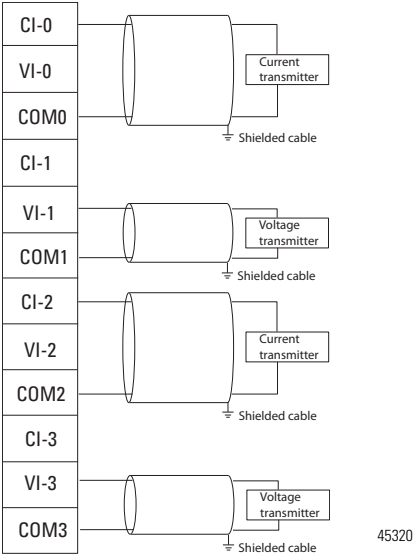 CI-0
VI-0
COM0
CI-1
VI-1
COM1
CI-2
VI-2
COM2
CI-3
VI-3
COM3
Current
transmitter
Shielded cable
Voltage
transmitter
Shielded cable
Current
transmitter
Shielded cable
Voltage
transmitter
Shielded cable
45320